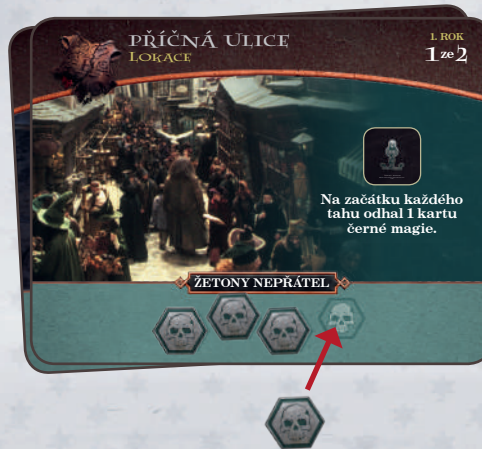 PŘÍČNÁ ULICE
LOKACE
1. ROK
1 ze 2
Na začátku každého
tahu odhal 1 kartu
černé magie.
ŽETONY NEPŘÁTEL